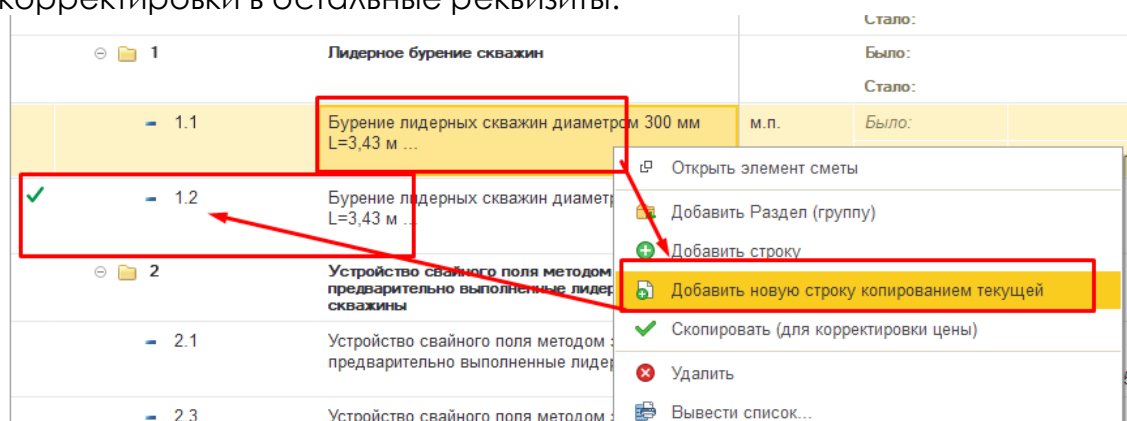 корректировки в остальные реквизиты.
Стало:
1 Лидерное бурение скважин Было:
Стало:
1.1 Бурение лидерных скважин диаметром 300 мм м.п. Было:
L=3,43 м ...
Открыть элемент сметы
1.2 Бурение лидерных скважин диамет
L=3,43 м ...
Добавить Раздел (группу)
Добавить строку
2 Устройство свайного поля методом
предварительно выполненные лидер
скважины
Добавить новую строку копированием текущей
Скопировать (для корректировки цены)
2.1 Устройство свайного поля методом
предварительно выполненные лидер
Удалить
2.3 Устройство свайного поля методом
Вывести список...